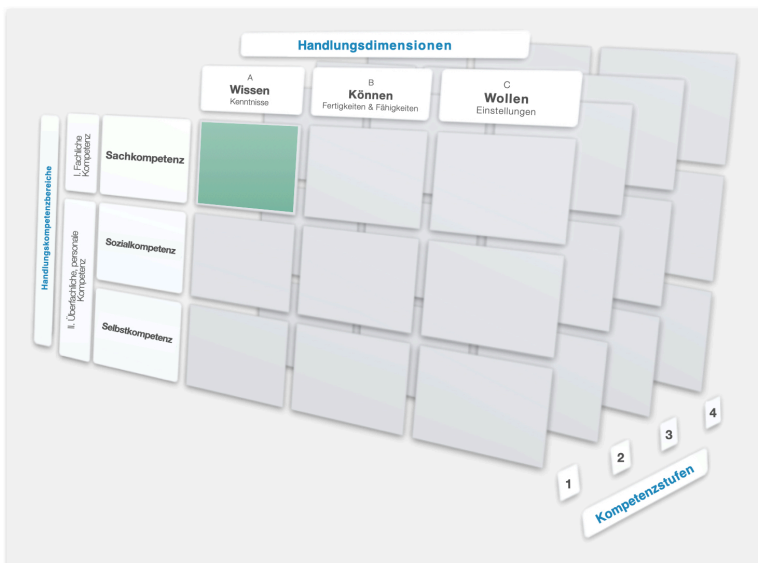 Handlungsdimensionen
A
Wissen
Kenntnisse
B
Können
Fertigkeiten & Fähigkeiten
C
Wollen
Einstellungen
Handlungskompetenzbereiche
I. Fachliche
Kompetenz
Sachkompetenz
II. Überfachliche, personale
Kompetenz
Sozialkompetenz
Selbstkompetenz
1
2
3
4
Kompetenzstufen